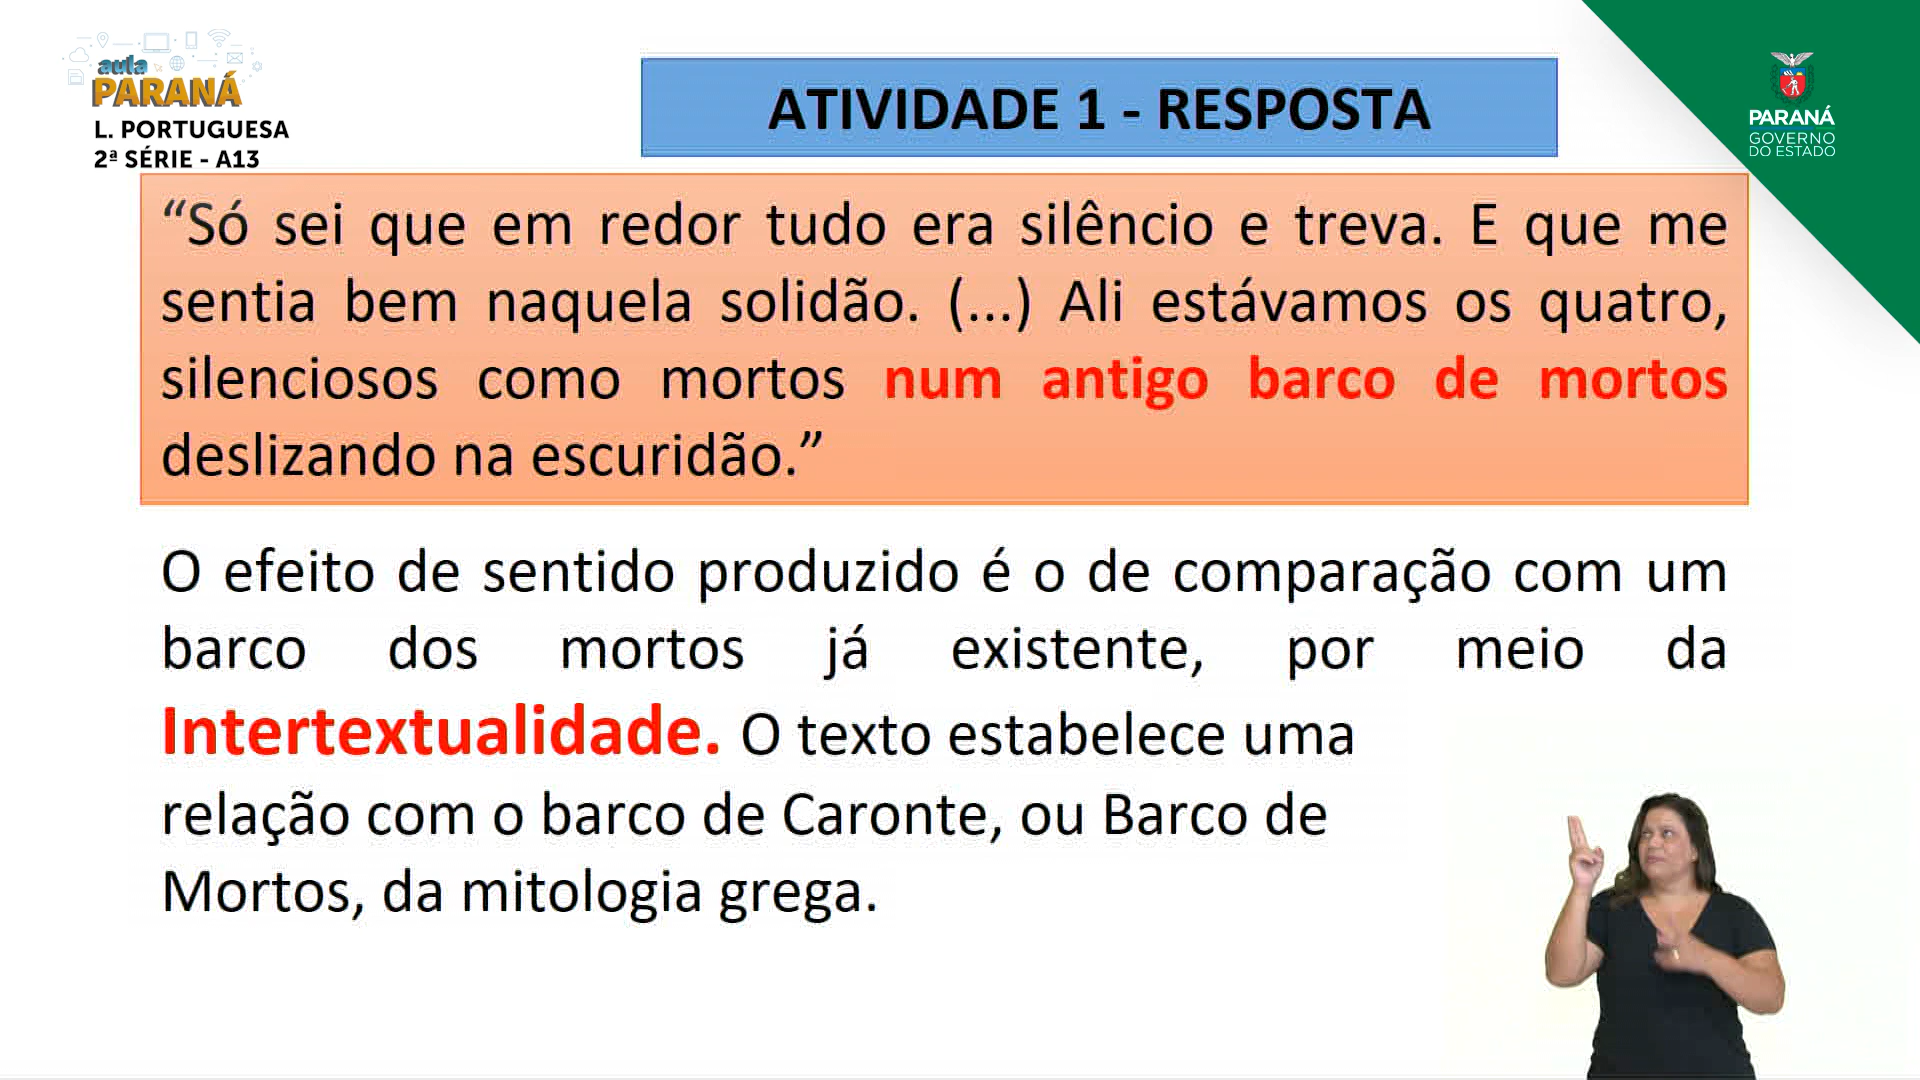 aula
PARANÁ
L. PORTUGUESA
2ª SÉRIE - A13
ATIVIDADE 1 - RESPOSTA
PARANÁ
GOVERNO
DO ESTADO
“Só sei que em redor tudo era silêncio e treva. E que me
sentia bem naquela solidão. (...) Ali estávamos os quatro,
silenciosos como mortos num antigo barco de mortos
deslizando na escuridão.”
O efeito de sentido produzido é o de comparação com um
barco dos mortos já existente, por meio da
Intertextualidade. O texto estabelece uma
relação com o barco de Caronte, ou Barco de
Mortos, da mitologia grega.